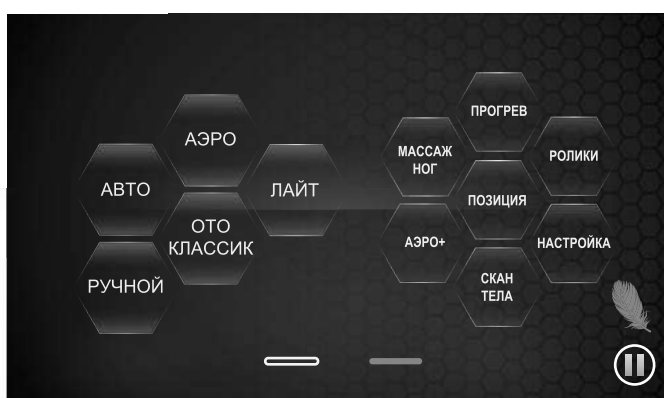 АЭРО
АВТО
ЛАЙТ
ОТО
КЛАССИК
РУЧНОЙ
ПРОГРЕВ
МАССАЖ
НОГ
РОЛИКИ
ПОЗИЦИЯ
АЭРО+
НАСТРОЙКА
СКАН
ТЕЛА